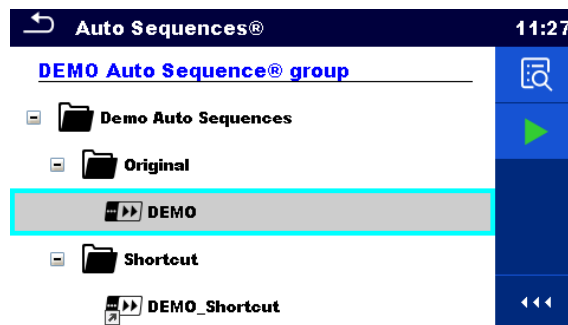 Auto Sequences® 11:27
DEMO Auto Sequence® group
Demo Auto Sequences
Original
DEMO
Shortcut
DEMO_Shortcut